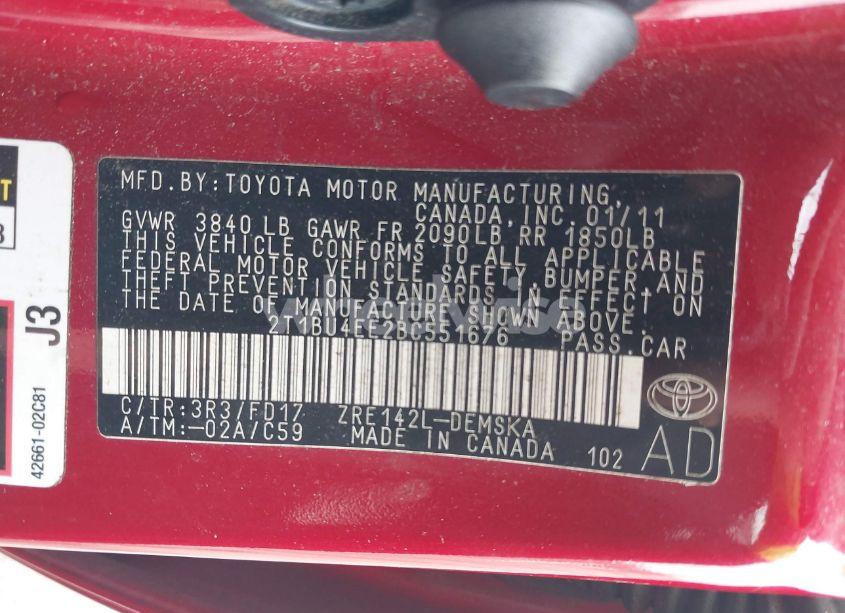 MFD.BY:TOYOTA MOTOR MANUFACTURING,
CANADA, INC. 01/11
GVWR 3840 LB GAWR FR 2090LB RR 1850LB
THIS VEHICLE CONFORMS TO ALL APPLICABLE
FEDERAL MOTOR VEHICLE SAFETY, BUMPER, AND
THEFT PREVENTION STANDARDS IN EFFECT ON
THE DATE OF MANUFACTURE SHOWN ABOVE.
2T1BU4EE2BC551676 PASS.CAR
C/TR:3R3/FD17 ZRE142L-DEMSKA
A/TM:-02A/C59 MADE IN CANADA 102
AD
J3
42661-02C81